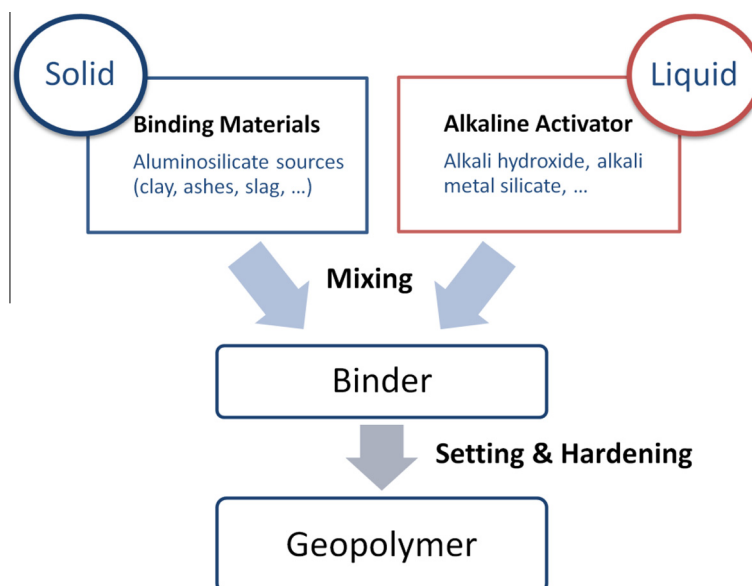 Solid
Liquid
Binding Materials
Aluminosilicate sources
(clay, ashes, slag, ...)
Alkaline Activator
Alkali hydroxide, alkali
metal silicate, ...
Mixing
Binder
Setting & Hardening
Geopolymer